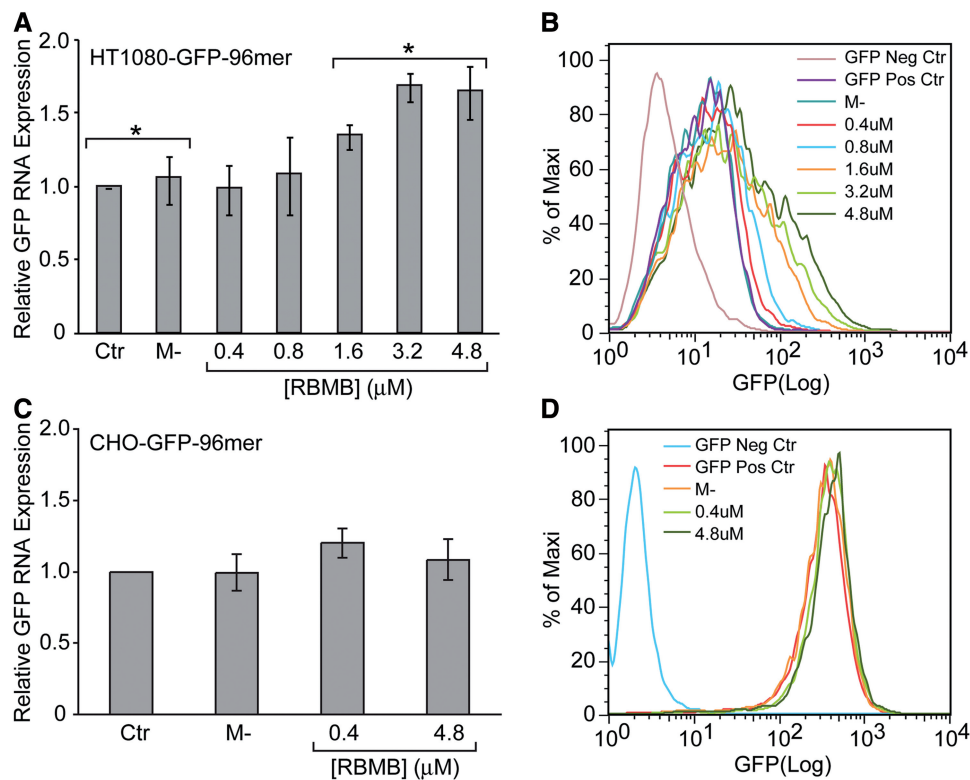 A
HT1080-GFP-96mer
Relative GFP RNA Expression
2.0
1.5
1.0
0.5
0
*
*
Ctr M- 0.4 0.8 1.6 3.2 4.8
[RBMB] (μM)
B
% of Maxi
100
80
60
40
20
0
GFP Neg Ctr
GFP Pos Ctr
M-
0.4uM
0.8uM
1.6uM
3.2uM
4.8uM
10^0 10^1 10^2 10^3 10^4
GFP(Log)
C
CHO-GFP-96mer
Relative GFP RNA Expression
2.0
1.5
1.0
0.5
0
Ctr M- 0.4 4.8
[RBMB] (μM)
D
% of Maxi
100
80
60
40
20
0
GFP Neg Ctr
GFP Pos Ctr
M-
0.4uM
4.8uM
10^0 10^1 10^2 10^3 10^4
GFP(Log)